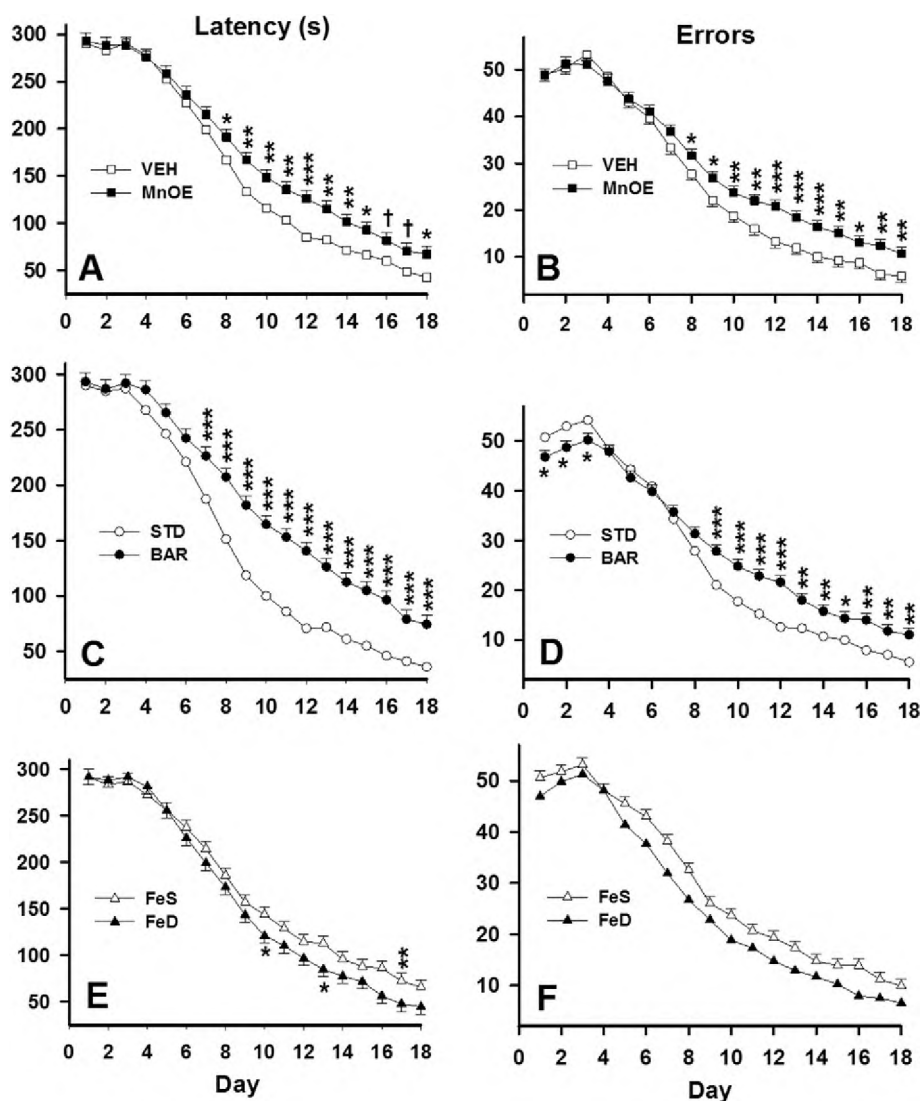 Latency (s)
300
250
200
150
100
50
VEH
MnOE
* ** ** ** *** *** ** * † † *
A
0 2 4 6 8 10 12 14 16 18
Errors
50
40
30
20
10
VEH
MnOE
* * ** ** *** *** *** ** * ** **
B
0 2 4 6 8 10 12 14 16 18
300
250
200
150
100
50
STD
BAR
*** *** *** *** *** *** *** *** *** *** *** ***
C
0 2 4 6 8 10 12 14 16 18
50
40
30
20
10
STD
BAR
* * *
*** *** *** *** ** ** * ** ** **
D
0 2 4 6 8 10 12 14 16 18
300
250
200
150
100
50
FeS
FeD
* * **
E
0 2 4 6 8 10 12 14 16 18
Day
50
40
30
20
10
FeS
FeD
F
0 2 4 6 8 10 12 14 16 18
Day